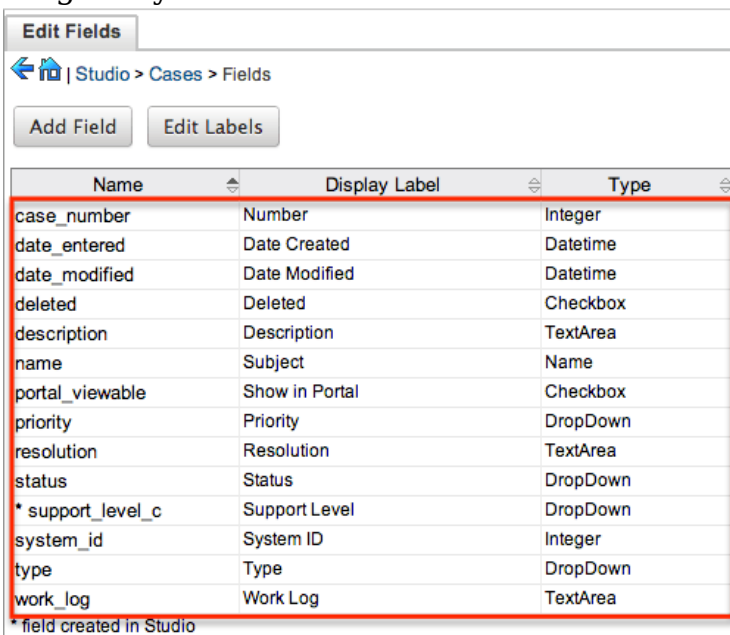 Edit Fields
| Studio > Cases > Fields
Add Field Edit Labels
Name Display Label Type
case_number Number Integer
date_entered Date Created Datetime
date_modified Date Modified Datetime
deleted Deleted Checkbox
description Description TextArea
name Subject Name
portal_viewable Show in Portal Checkbox
priority Priority DropDown
resolution Resolution TextArea
status Status DropDown
* support_level_c Support Level DropDown
system_id System ID Integer
type Type DropDown
work_log Work Log TextArea
* field created in Studio